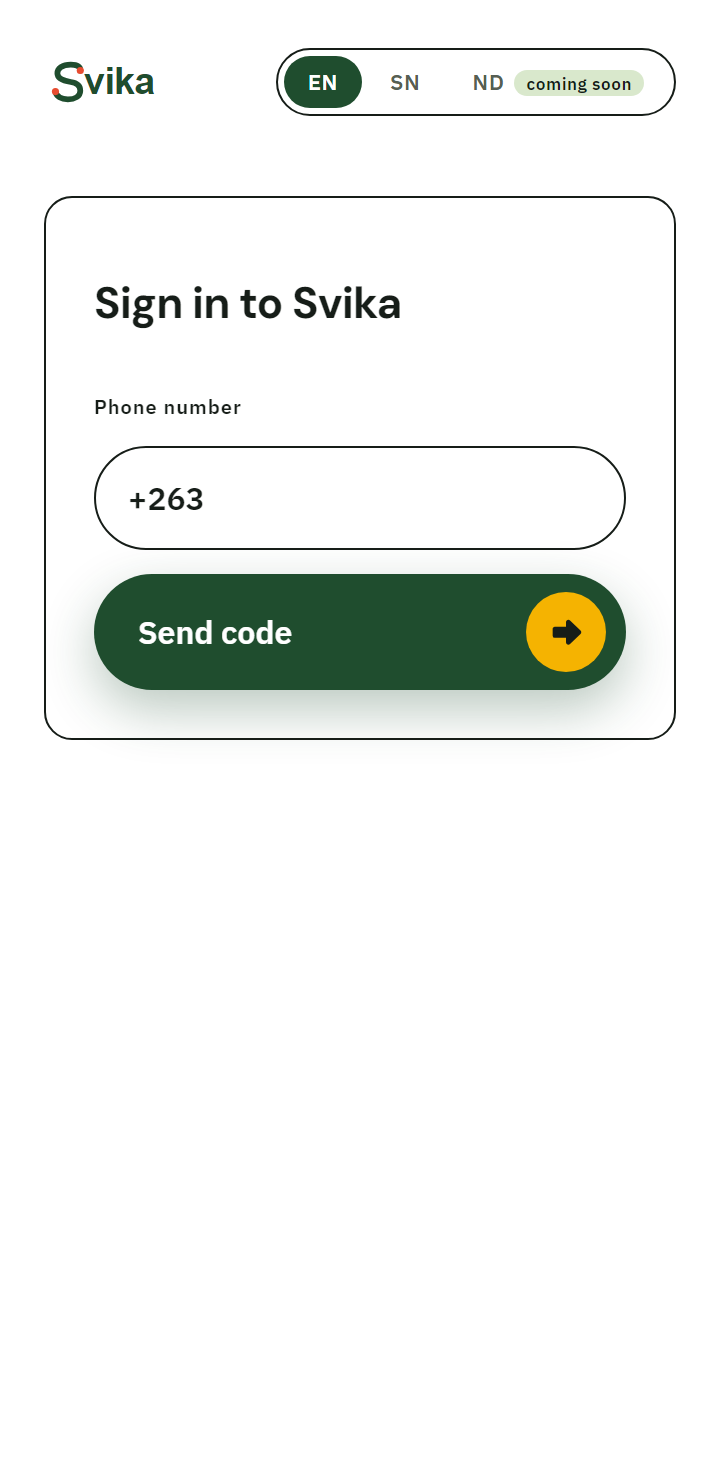 Svika
EN SN ND coming soon
Sign in to Svika
Phone number
+263
Send code